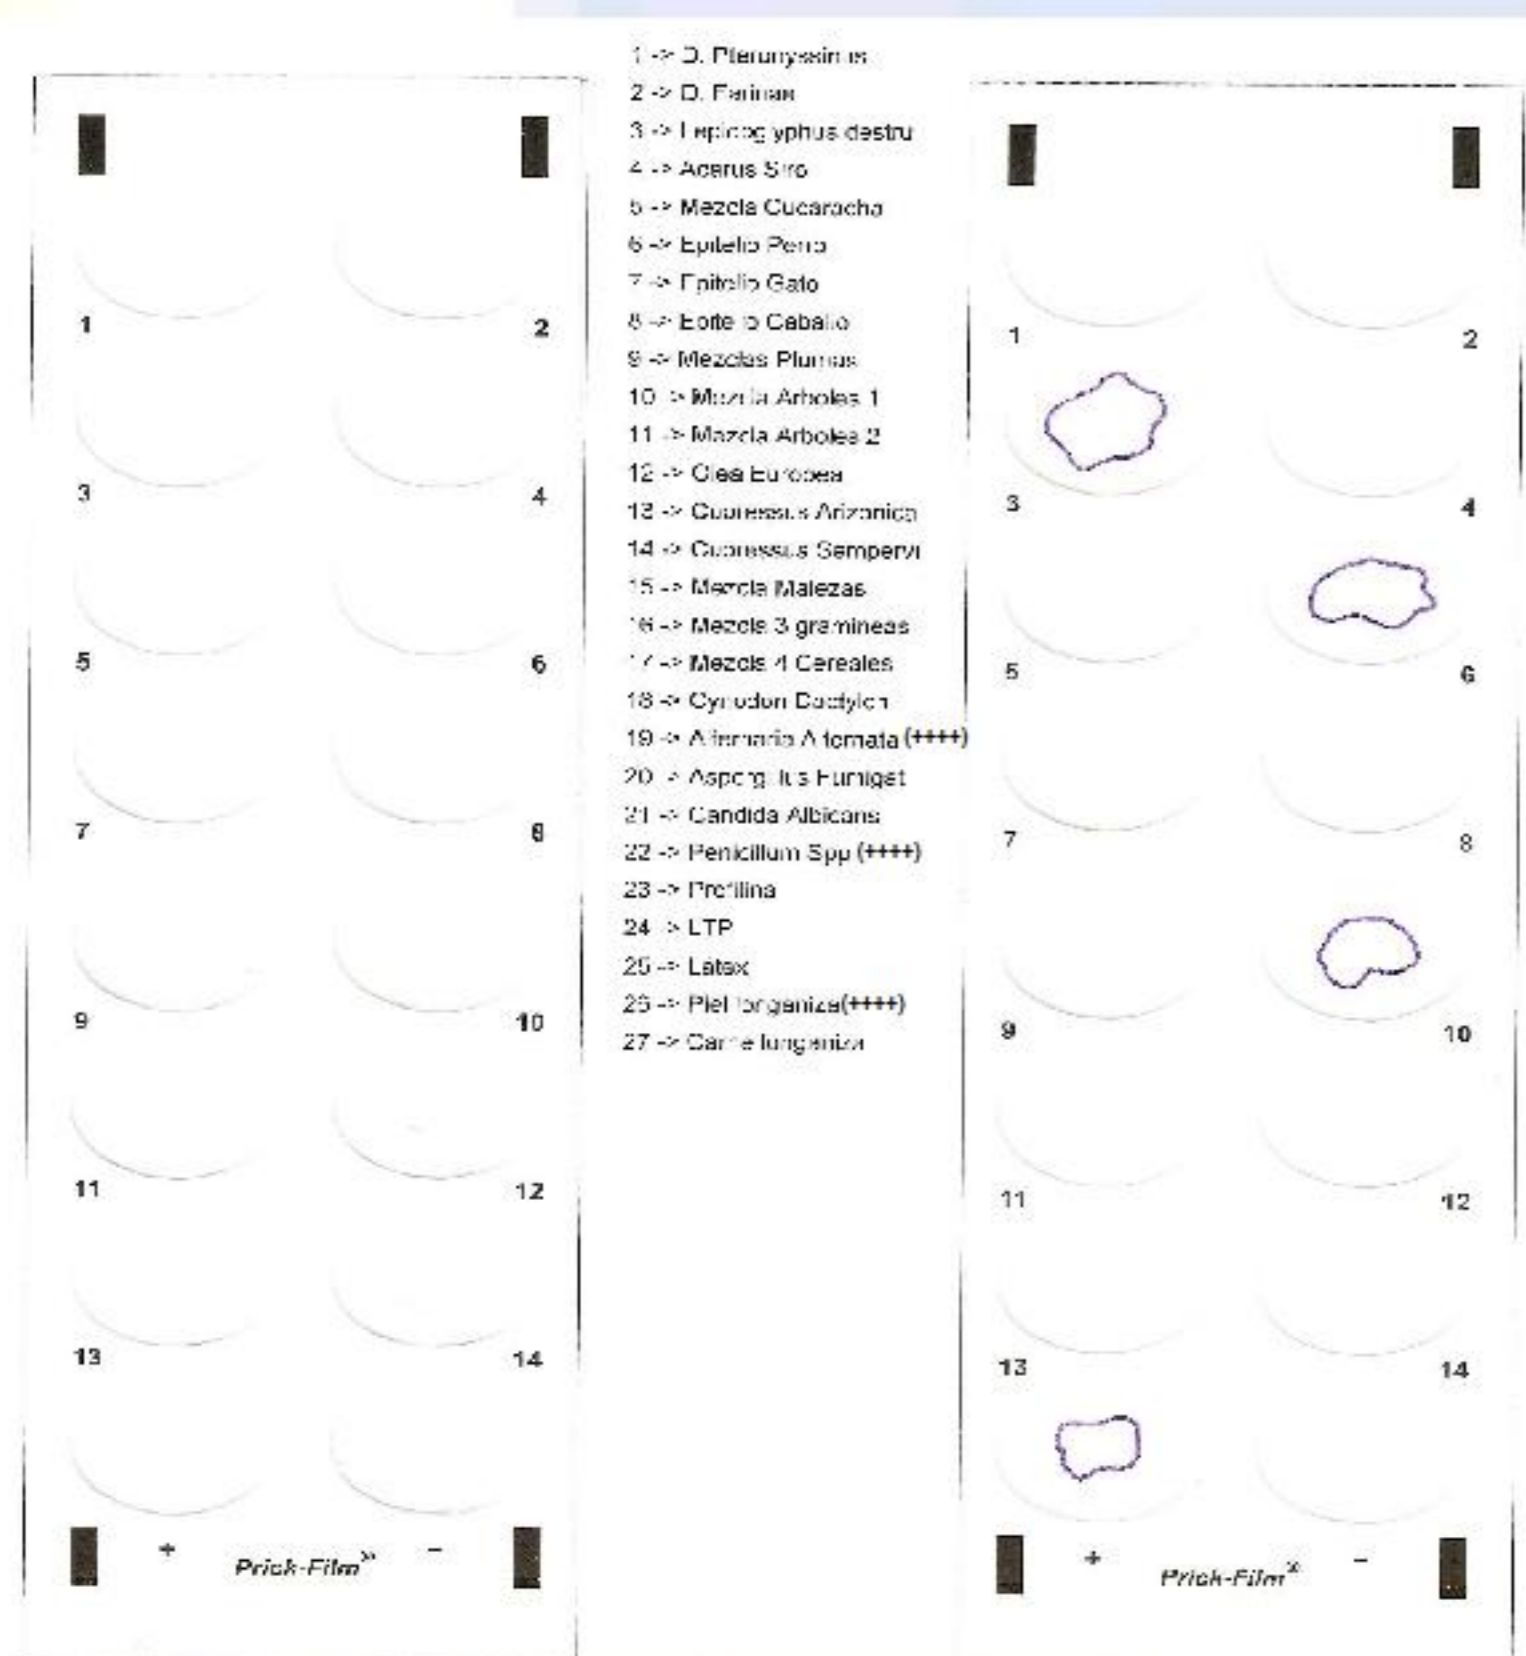 1 -> D. Pteronyssinus
2 -> D. Farinae
3 -> Lepidoglyphus destru
4 -> Acarus Siro
5 -> Mezcla Cucaracha
6 -> Epitelio Perro
7 -> Epitelio Gato
8 -> Epitelio Caballo
9 -> Mezclas Plumas
10 -> Mezcla Arboles 1
11 -> Mezcla Arboles 2
12 -> Olea Europea
13 -> Cupressus Arizonica
14 -> Cupressus Sempervi
15 -> Mezcla Malezas
16 -> Mezcla 3 gramineas
17 -> Mezcla 4 Cereales
18 -> Cynodon Dactylon
19 -> Alternaria Alternata (++++)
20 -> Aspergillus Fumigat
21 -> Candida Albicans
22 -> Penicillum Spp (++++)
23 -> Profilina
24 -> LTP
25 -> Latex
26 -> Piel longaniza(++++)
27 -> Carne longaniza
1 2
3 4
5 6
7 8
9 10
11 12
13 14
+ Prick-Film® -
1 2
3 4
5 6
7 8
9 10
11 12
13 14
+ Prick-Film® -